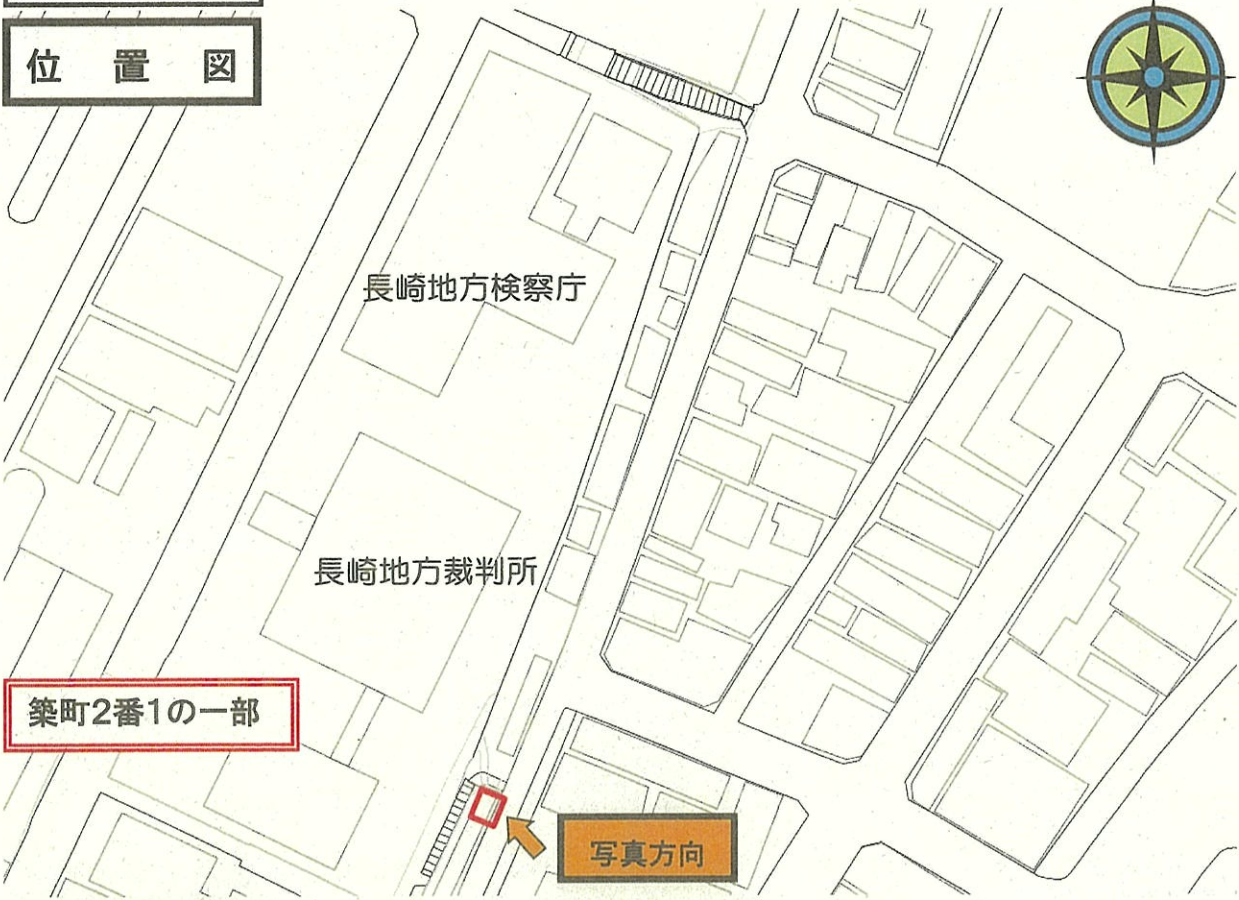 位置図
長崎地方検察庁
長崎地方裁判所
築町2番1の一部
写真方向